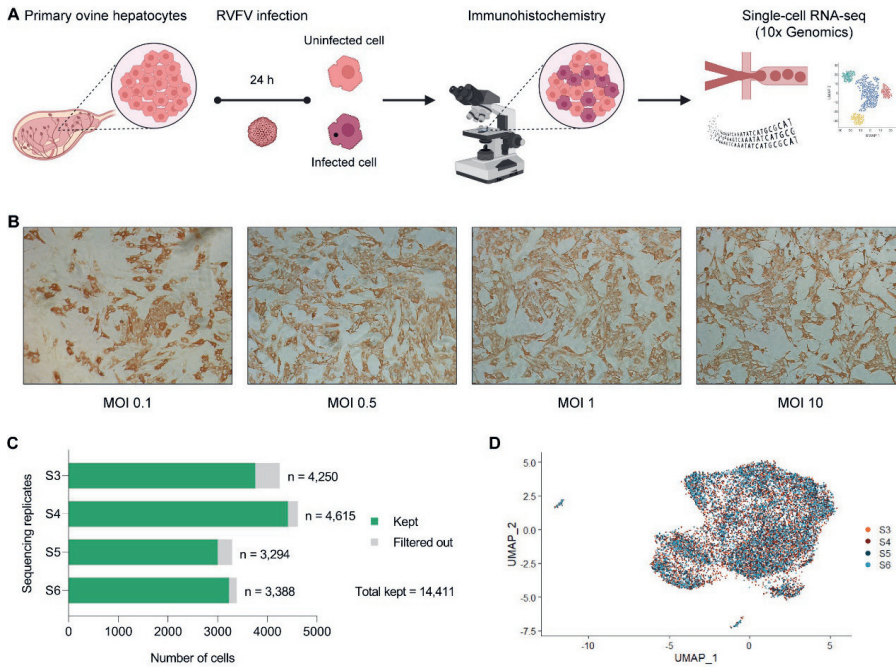 A
Primary ovine hepatocytes
RVFV infection
Immunohistochemistry
Single-cell RNA-seq
(10x Genomics)
Uninfected cell
24 h
Infected cell
UMAP 1
B
MOI 0.1
MOI 0.5
MOI 1
MOI 10
C
Sequencing replicates
S3
n = 4,250
S4
n = 4,615
S5
n = 3,294
S6
n = 3,388
Kept
Filtered out
Total kept = 14,411
0 1000 2000 3000 4000 5000
Number of cells
D
UMAP_2
5.0
2.5
0.0
-2.5
-5.0
-7.5
-10 -5 0 5
UMAP_1
S3
S4
S5
S6